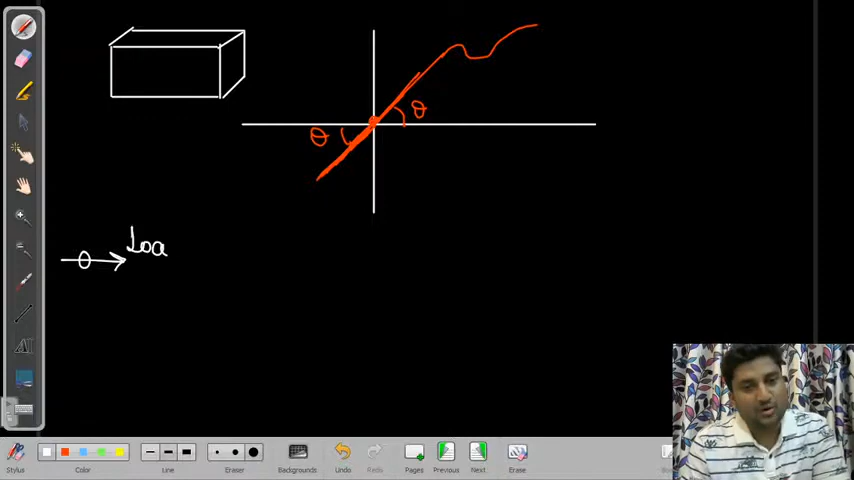 θ
θ
Loa
Stylus
Color
Line
Eraser
Backgrounds
Undo
Redo
Pages
Previous
Next
Erase